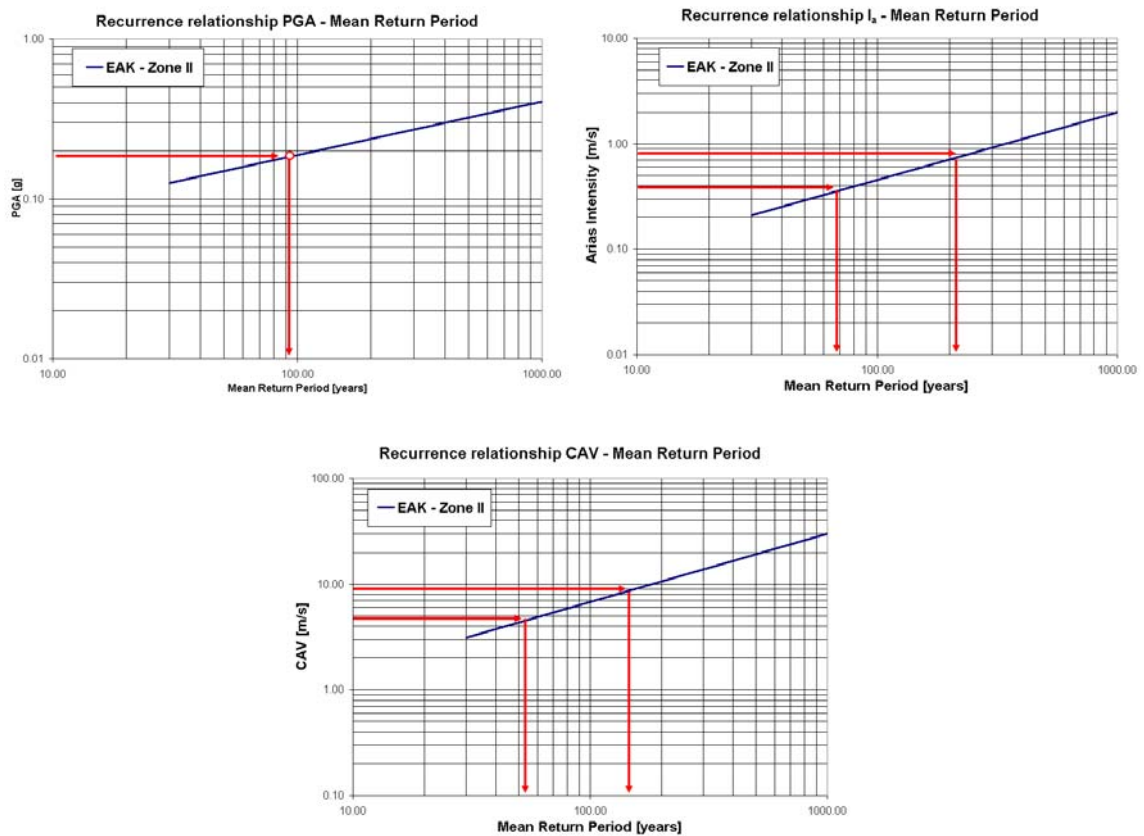 Recurrence relationship PGA - Mean Return Period
1.00
EAK - Zone II
PGA [g]
0.10
0.01
10.00 100.00 1000.00
Mean Return Period [years]
Recurrence relationship Ia - Mean Return Period
10.00
EAK - Zone II
Arias Intensity [m/s]
1.00
0.10
0.01
10.00 100.00 1000.00
Mean Return Period [years]
Recurrence relationship CAV - Mean Return Period
100.00
EAK - Zone II
CAV [m/s]
10.00
1.00
0.10
10.00 100.00 1000.00
Mean Return Period [years]